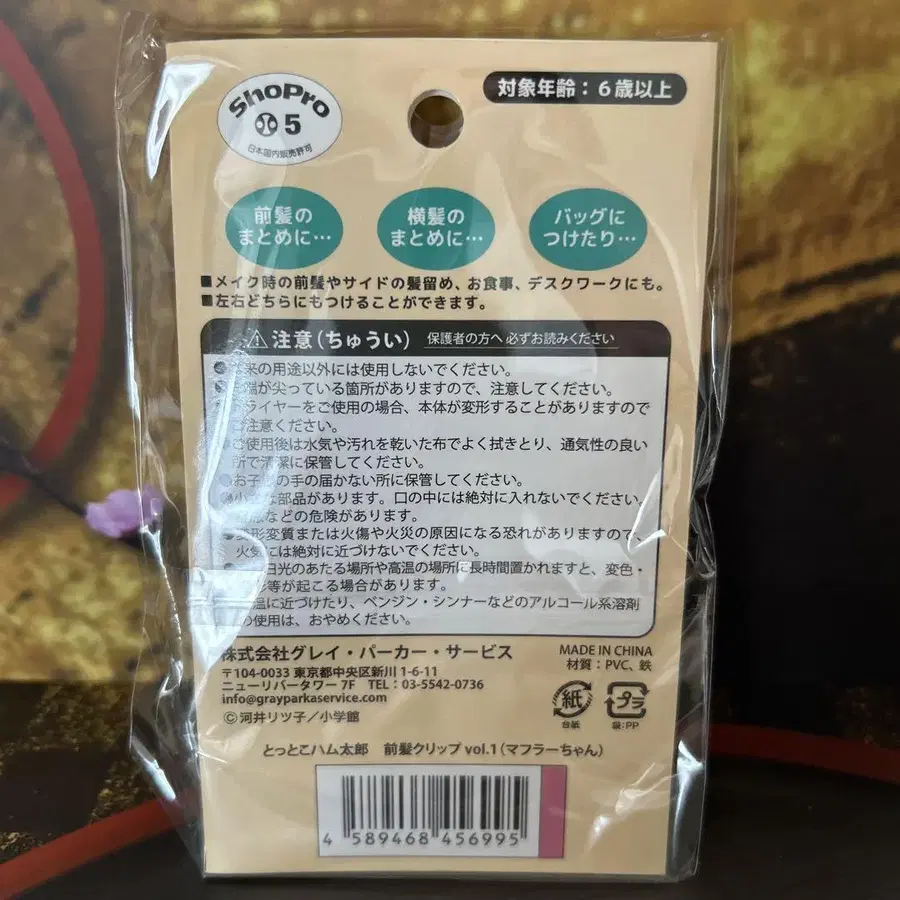 ShoPro
5
日本国内販売許可
対象年齢：6歳以上
前髪の
まとめに…
横髪の
まとめに…
バッグに
つけたり…
■メイク時の前髪やサイドの髪留め、お食事、デスクワークにも。
■左右どちらにもつけることができます。
注意（ちゅうい） 保護者の方へ 必ずお読みください
来の用途以外には使用しないでください。
端が尖っている箇所がありますので、注意してください。
ライヤーをご使用の場合、本体が変形することがありますので
ご注意ください。
ご使用後は水気や汚れを乾いた布でよく拭きとり、通気性の良い
所で清潔に保管してください。
お子様の手の届かない所に保管してください。
小さな部品があります。口の中には絶対に入れないでください。
などの危険があります。
形変質または火傷や火災の原因になる恐れがありますので、
火気には絶対に近づけないでください。
日光のあたる場所や高温の場所に長時間置かれますと、変色・
等が起こる場合があります。
温に近づけたり、ベンジン・シンナーなどのアルコール系溶剤
の使用は、おやめください。
株式会社グレイ・パーカー・サービス
〒104-0033 東京都中央区新川 1-6-11
ニューリバータワー 7F TEL：03-5542-0736
info@grayparkaservice.com
©河井リツ子／小学館
MADE IN CHINA
材質：PVC、鉄
紙
台紙
プラ
袋:PP
とっとこハム太郎 前髪クリップ vol.1（マフラーちゃん）
4 589468 456995